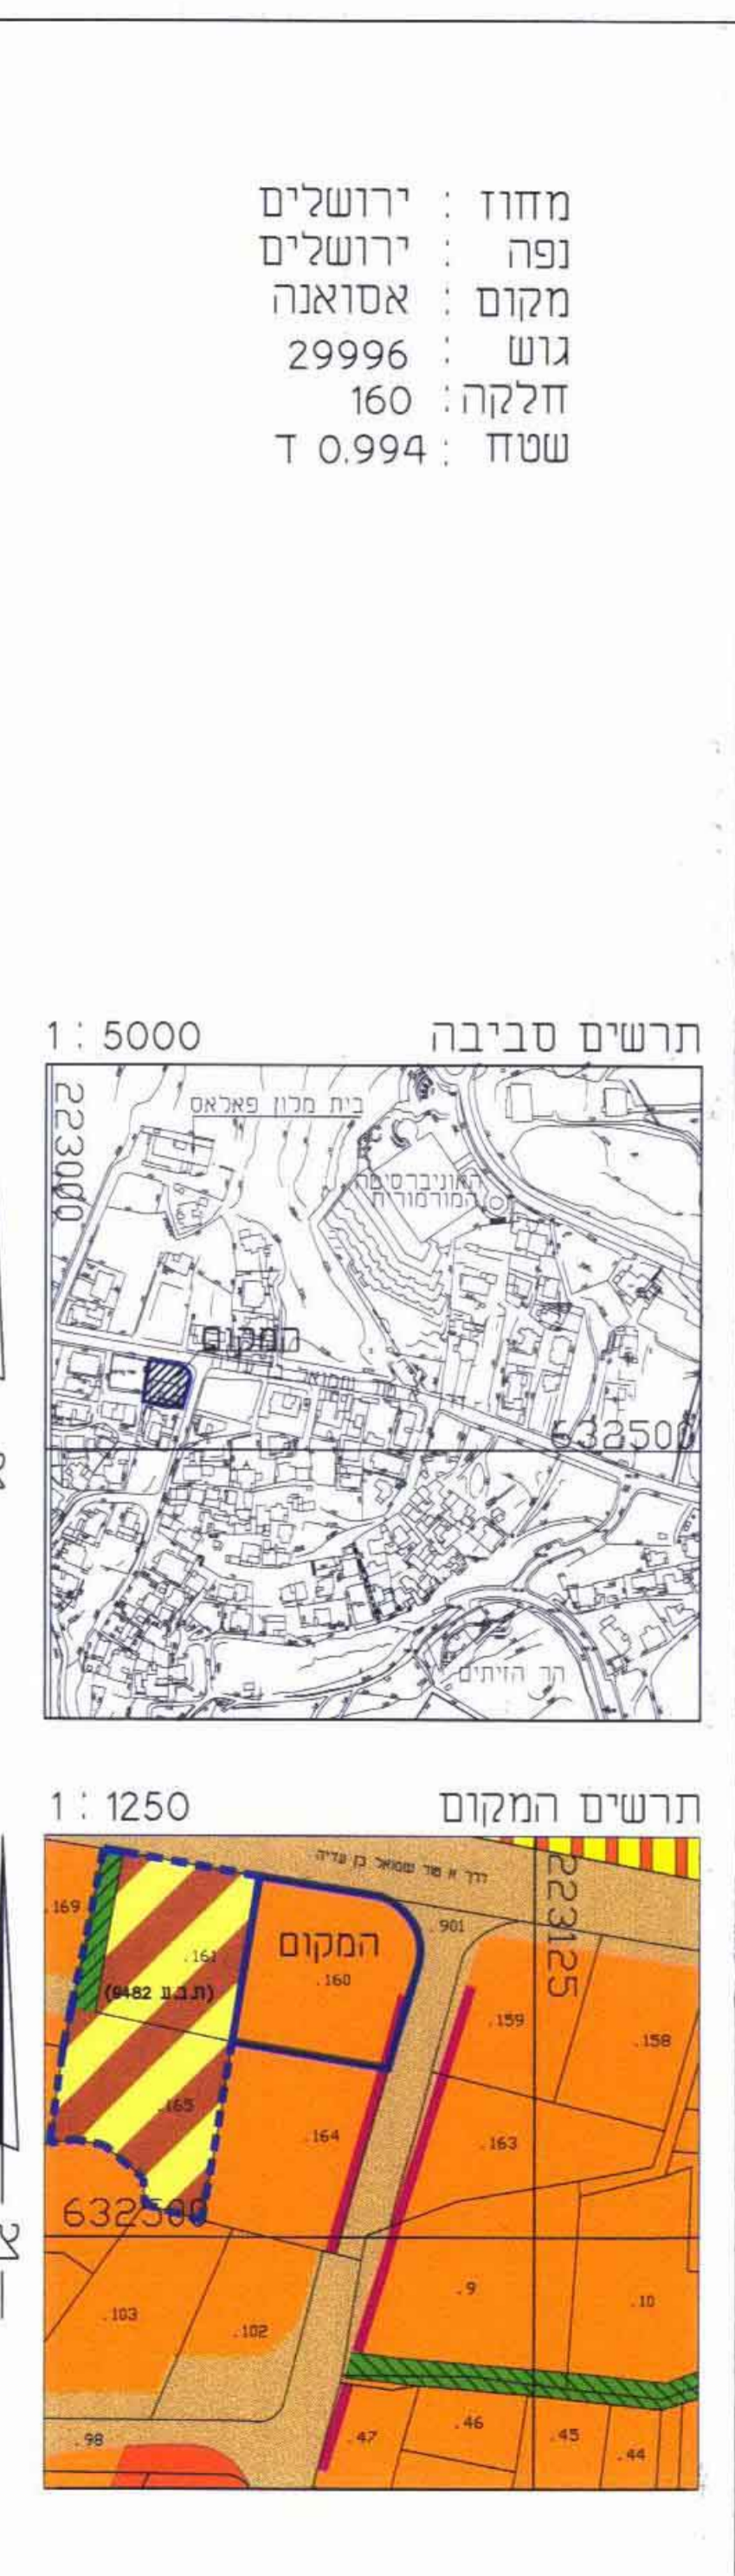 מחוז : ירושלים
נפה : ירושלים
מקום : אסואנה
גוש : 29996
חלקה : 160
שטח : 0.994 ד
תרשים סביבה 1 : 5000
223000
בית מלון פאלאס
האוניברסיטה
המורמורית
המקום
632500
הר הזיתים
תרשים המקום 1 : 1250
223125
.169
.161
המקום
.160
.901
(ת.ב.ע 9482)
.159
.158
.165
.164
.163
632500
.103
.102
.9
.10
.98
.47
.46
.45
.44